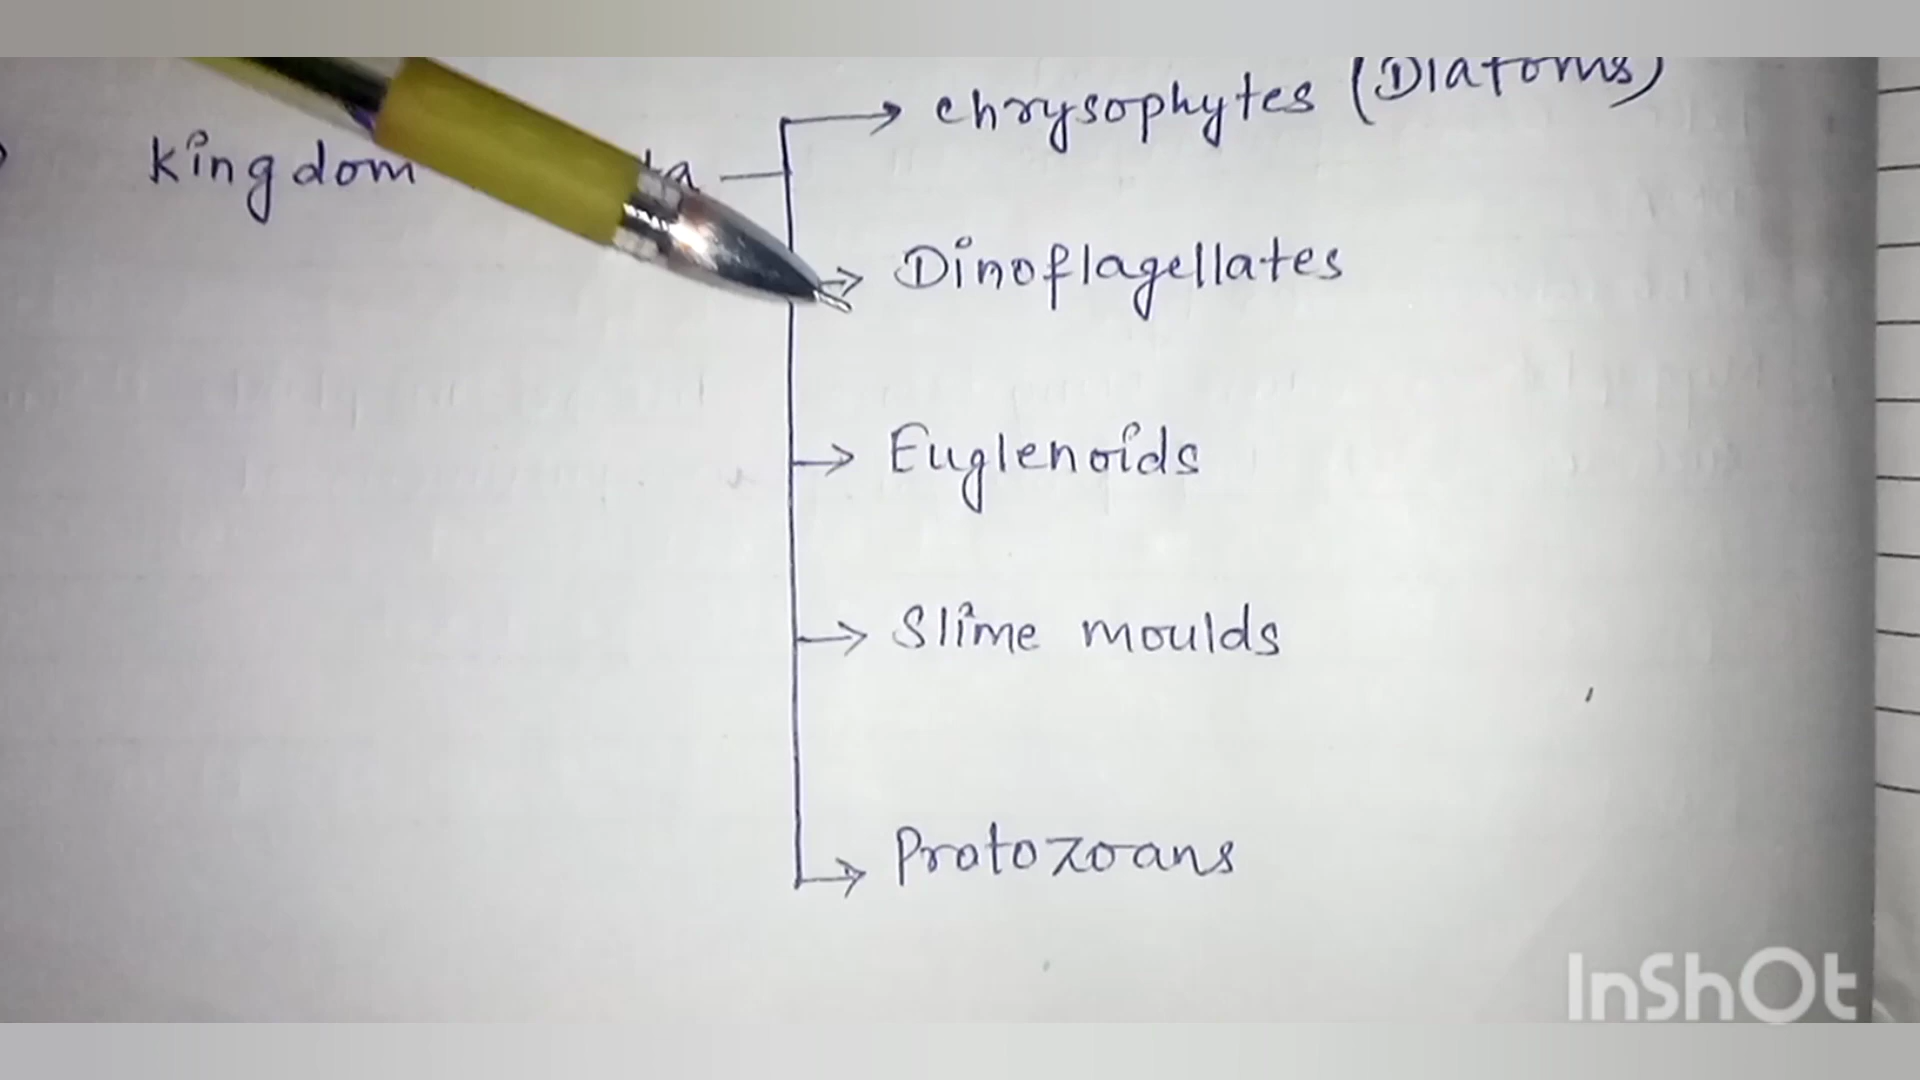 chrysophytes (Diatoms)
Kingdom
Dinoflagellates
Euglenoids
Slime moulds
Protozoans
InShOt